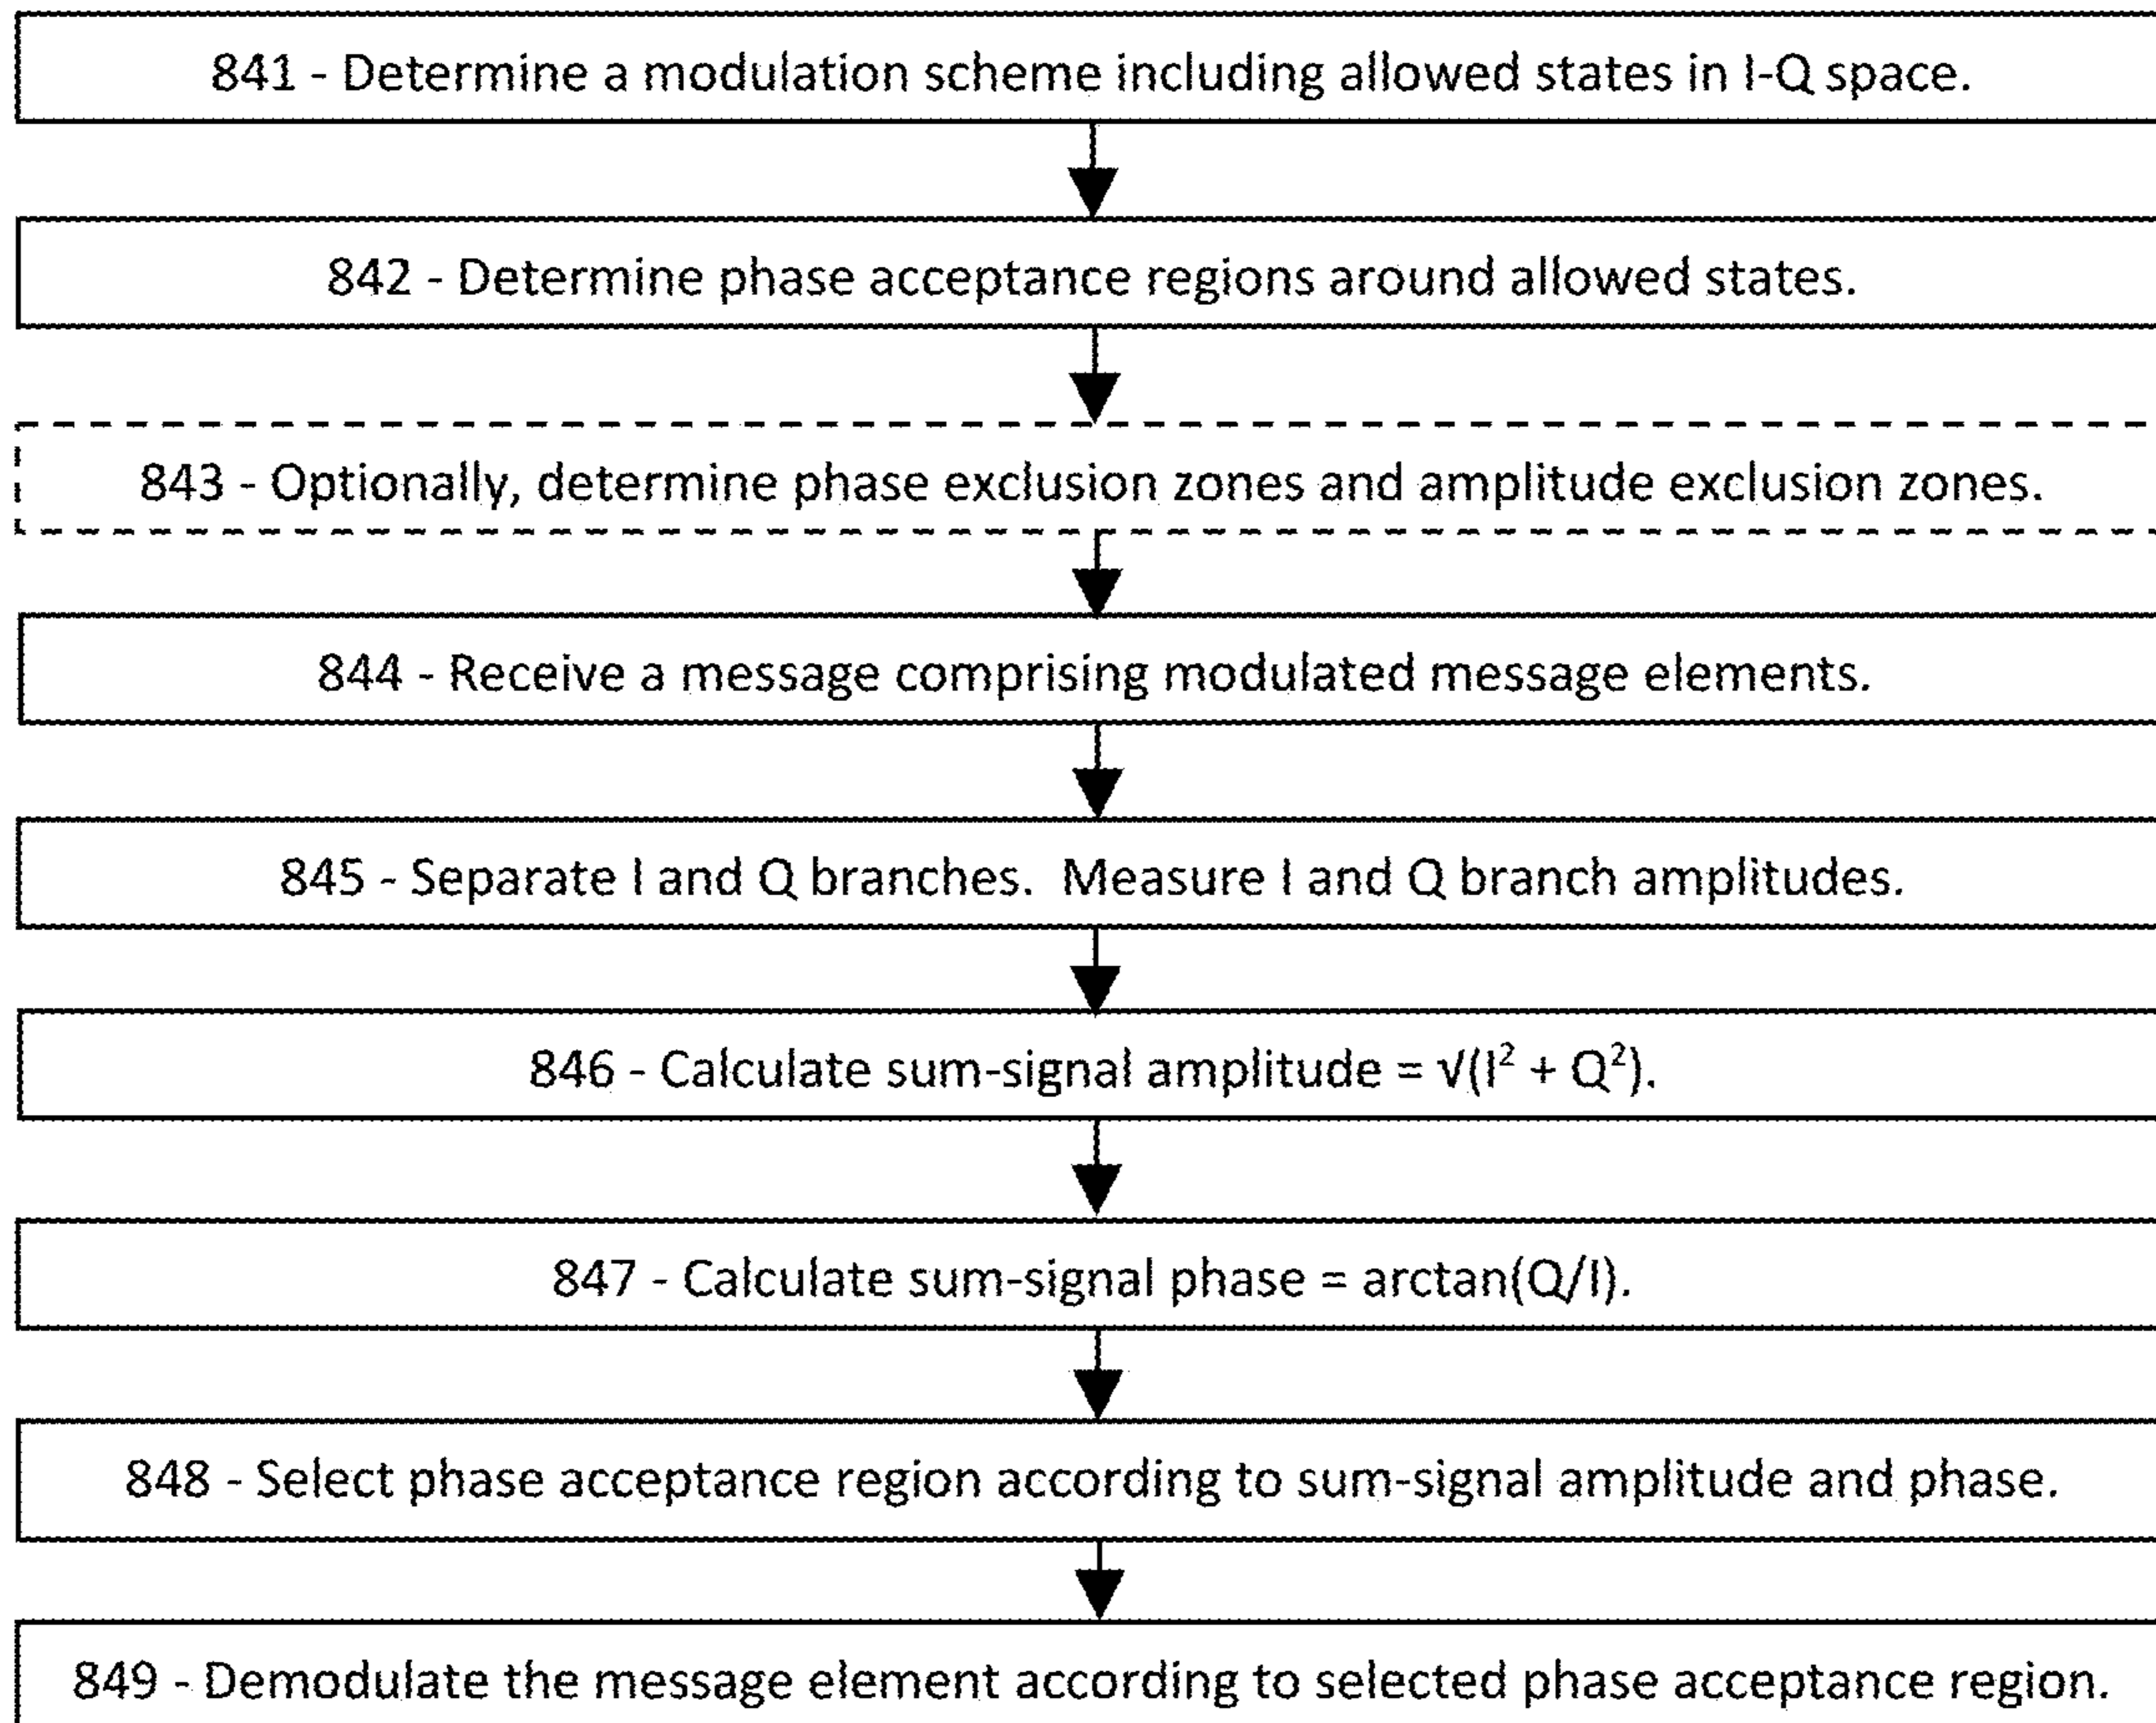 841 - Determine a modulation scheme including allowed states in I-Q space.
842 - Determine phase acceptance regions around allowed states.
843 - Optionally, determine phase exclusion zones and amplitude exclusion zones.
844 - Receive a message comprising modulated message elements.
845 - Separate I and Q branches.  Measure I and Q branch amplitudes.
846 - Calculate sum-signal amplitude = √(I² + Q²).
847 - Calculate sum-signal phase = arctan(Q/I).
848 - Select phase acceptance region according to sum-signal amplitude and phase.
849 - Demodulate the message element according to selected phase acceptance region.